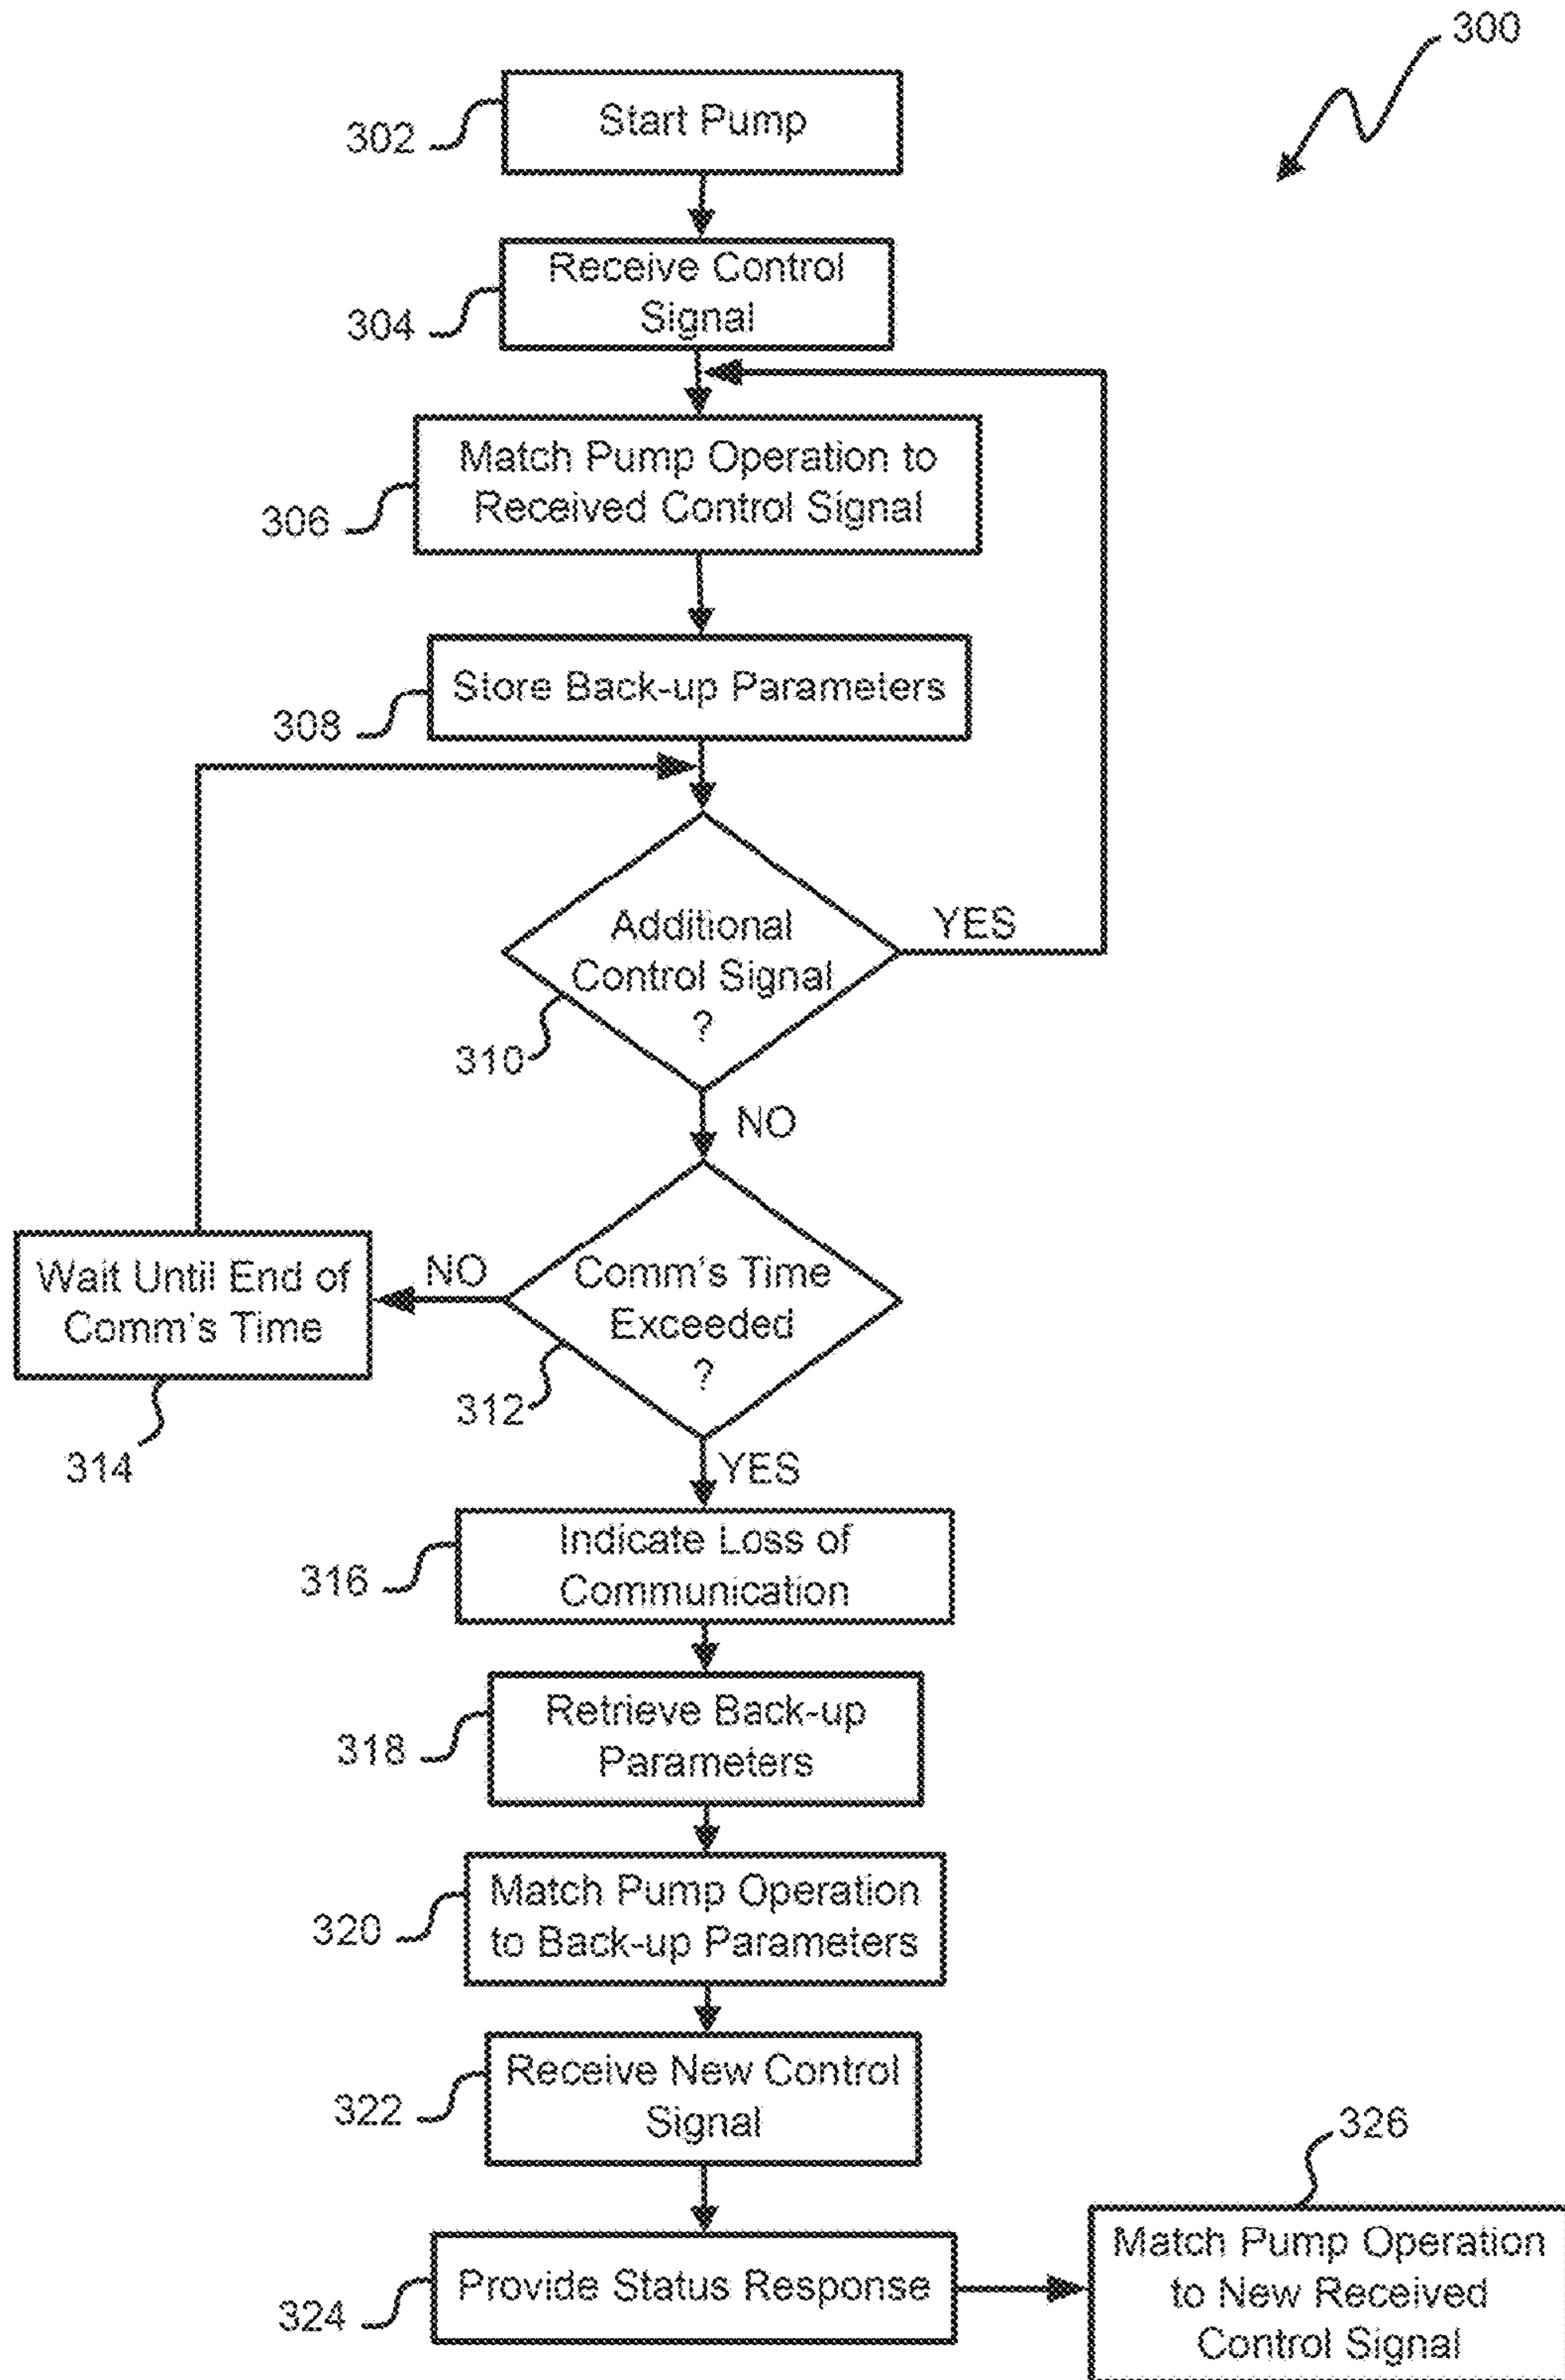 300
Start Pump
302
Receive Control
Signal
304
Match Pump Operation to
Received Control Signal
306
Store Back-up Parameters
308
Additional
Control Signal
?
YES
310
NO
Comm's Time
Exceeded
?
NO
312
Wait Until End of
Comm's Time
314
YES
Indicate Loss of
Communication
316
Retrieve Back-up
Parameters
318
Match Pump Operation
to Back-up Parameters
320
Receive New Control
Signal
322
Provide Status Response
324
326
Match Pump Operation
to New Received
Control Signal